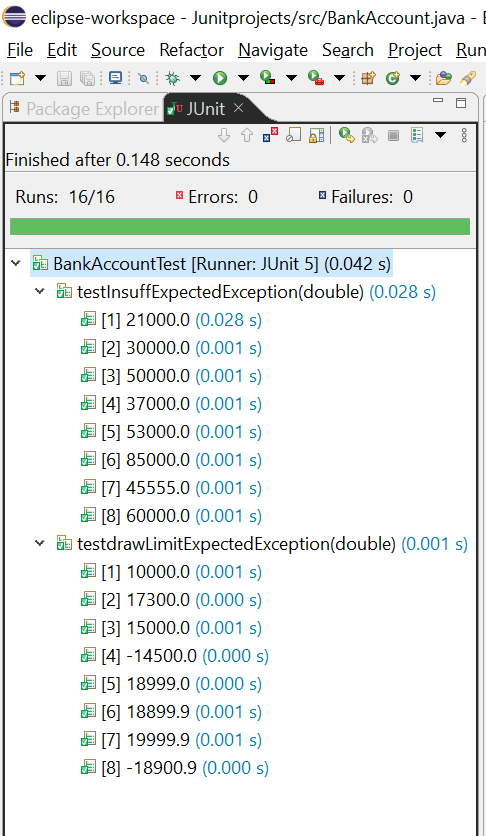 eclipse-workspace - Junitprojects/src/BankAccount.java - E
File Edit Source Refactor Navigate Search Project Run
Package Explorer JUnit
Finished after 0.148 seconds
Runs: 16/16 Errors: 0 Failures: 0
BankAccountTest [Runner: JUnit 5] (0.042 s)
testInsuffExpectedException(double) (0.028 s)
[1] 21000.0 (0.028 s)
[2] 30000.0 (0.001 s)
[3] 50000.0 (0.001 s)
[4] 37000.0 (0.001 s)
[5] 53000.0 (0.001 s)
[6] 85000.0 (0.001 s)
[7] 45555.0 (0.001 s)
[8] 60000.0 (0.001 s)
testdrawLimitExpectedException(double) (0.001 s)
[1] 10000.0 (0.001 s)
[2] 17300.0 (0.000 s)
[3] 15000.0 (0.001 s)
[4] -14500.0 (0.000 s)
[5] 18999.0 (0.000 s)
[6] 18899.9 (0.001 s)
[7] 19999.9 (0.001 s)
[8] -18900.9 (0.000 s)